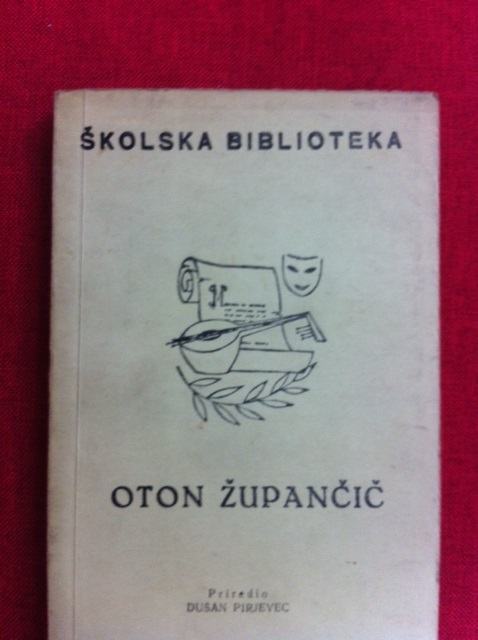 ŠKOLSKA BIBLIOTEKA
OTON ŽUPANČIČ
Priredio
DUŠAN PIRJEVEC